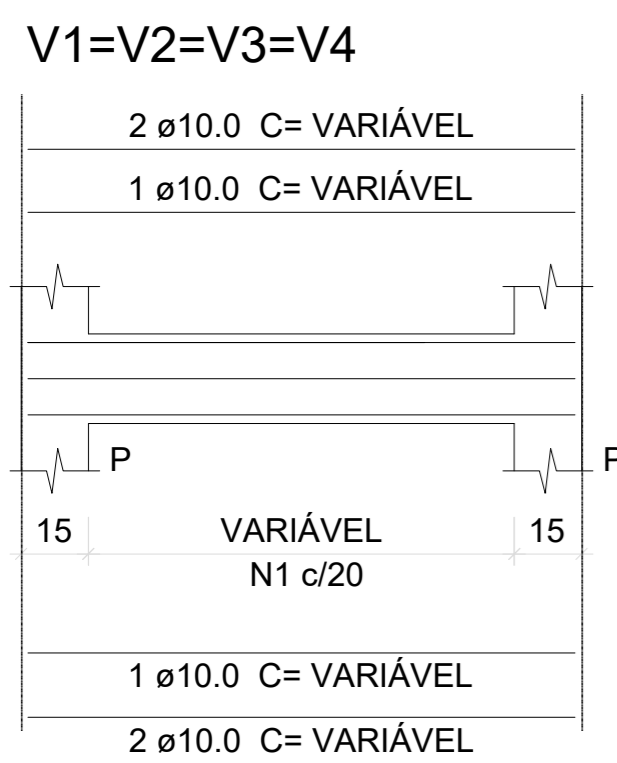 V1=V2=V3=V4
2 ø10.0 C= VARIÁVEL
1 ø10.0 C= VARIÁVEL
P P
15 VARIÁVEL 15
N1 c/20
1 ø10.0 C= VARIÁVEL
2 ø10.0 C= VARIÁVEL